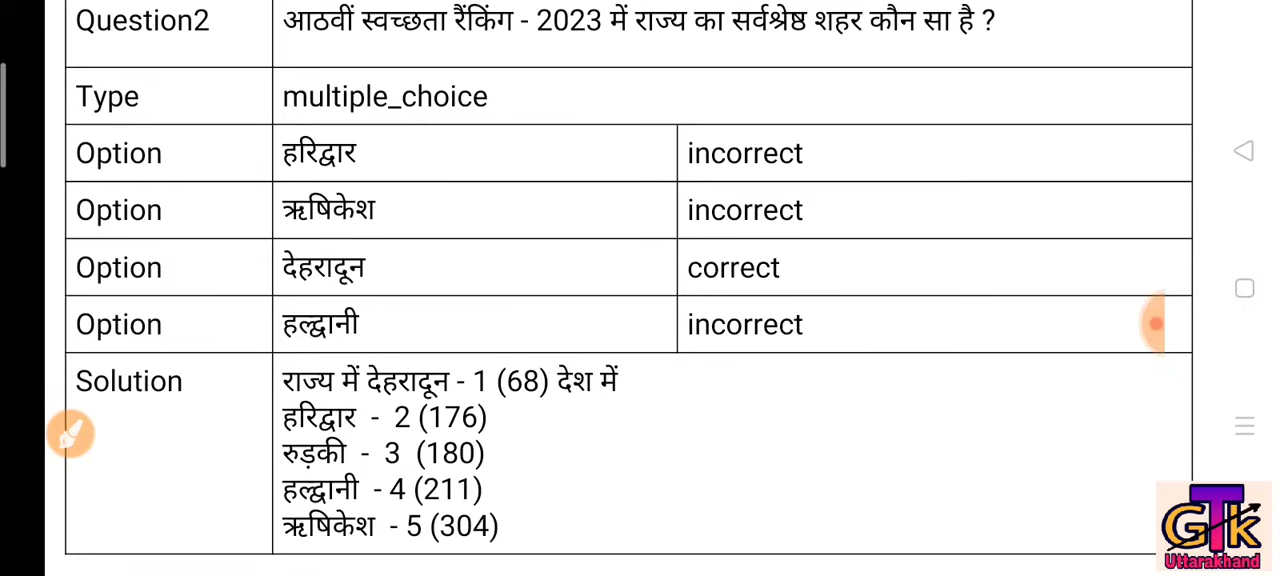 Question2 आठवीं स्वच्छता रैंकिंग - 2023 में राज्य का सर्वश्रेष्ठ शहर कौन सा है ?
Type multiple_choice
Option हरिद्वार incorrect
Option ऋषिकेश incorrect
Option देहरादून correct
Option हल्द्वानी incorrect
Solution राज्य में देहरादून - 1 (68) देश में
हरिद्वार - 2 (176)
रुड़की - 3 (180)
हल्द्वानी - 4 (211)
ऋषिकेश - 5 (304)
GTk
Uttarakhand